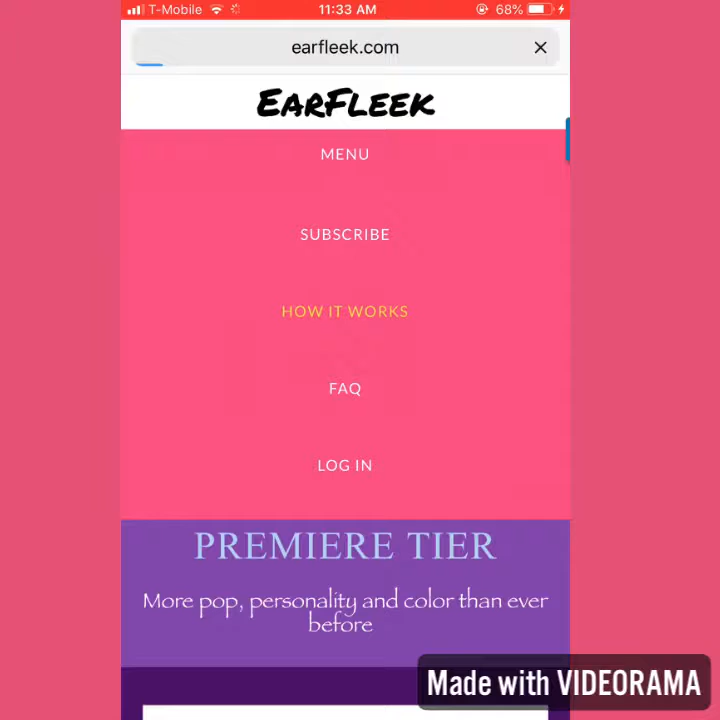 T-Mobile 11:33 AM 68%
earfleek.com
EARFLEEK
MENU
SUBSCRIBE
HOW IT WORKS
FAQ
LOG IN
PREMIERE TIER
More pop, personality and color than ever
before
Made with VIDEORAMA